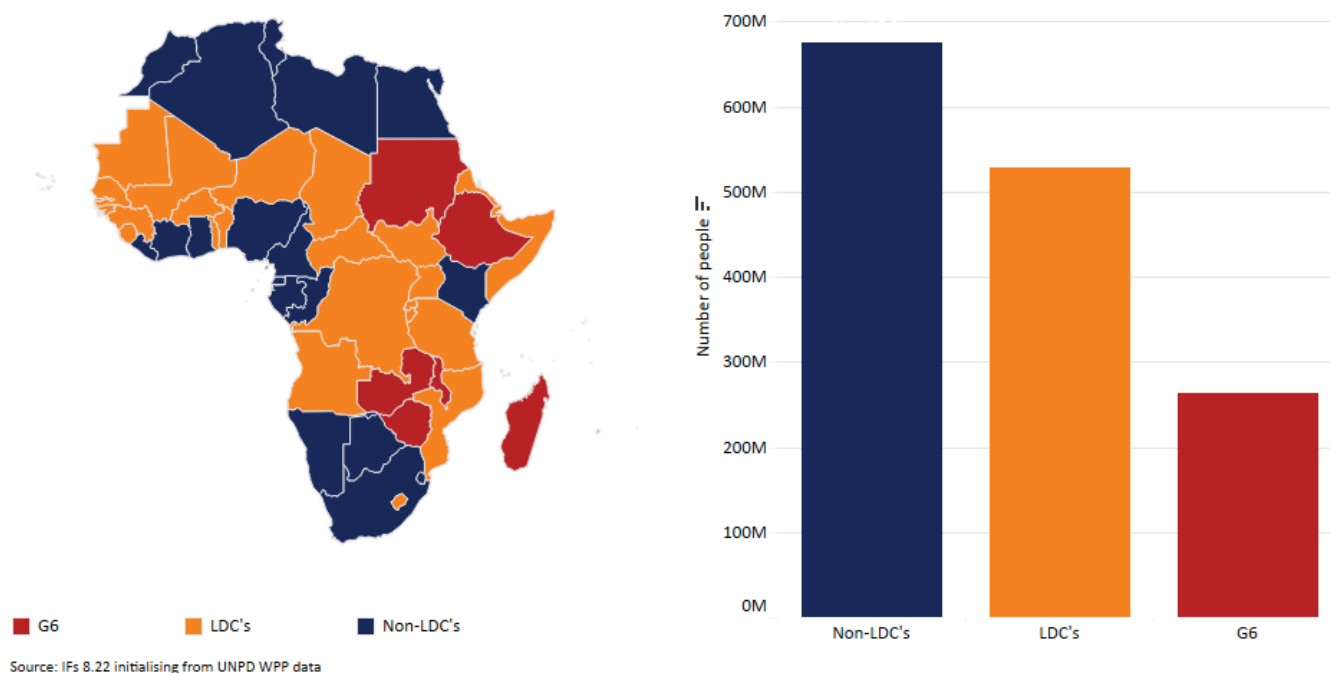 700M
600M
500M
400M
300M
200M
100M
0M
Number of people
Non-LDC's
LDC's
G6
G6
LDC's
Non-LDC's
Source: IFs 8.22 initialising from UNPD WPP data